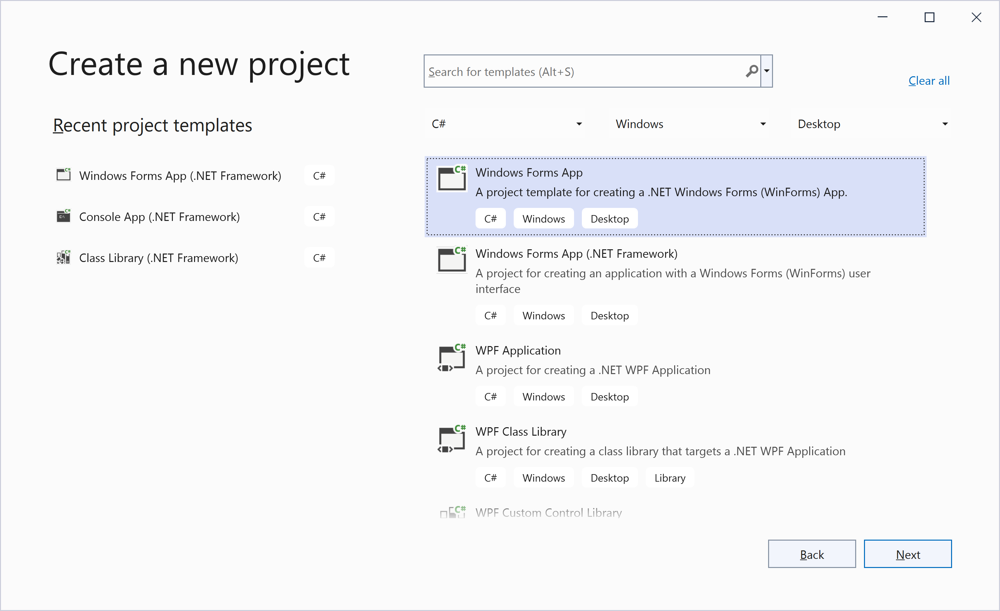 Create a new project
Search for templates (Alt+S)
Clear all
Recent project templates
C#
Windows
Desktop
Windows Forms App (.NET Framework)
C#
Console App (.NET Framework)
C#
Class Library (.NET Framework)
C#
Windows Forms App
A project template for creating a .NET Windows Forms (WinForms) App.
C# Windows Desktop
Windows Forms App (.NET Framework)
A project for creating an application with a Windows Forms (WinForms) user
interface
C# Windows Desktop
WPF Application
A project for creating a .NET WPF Application
C# Windows Desktop
WPF Class Library
A project for creating a class library that targets a .NET WPF Application
C# Windows Desktop Library
WPF Custom Control Library
Back
Next